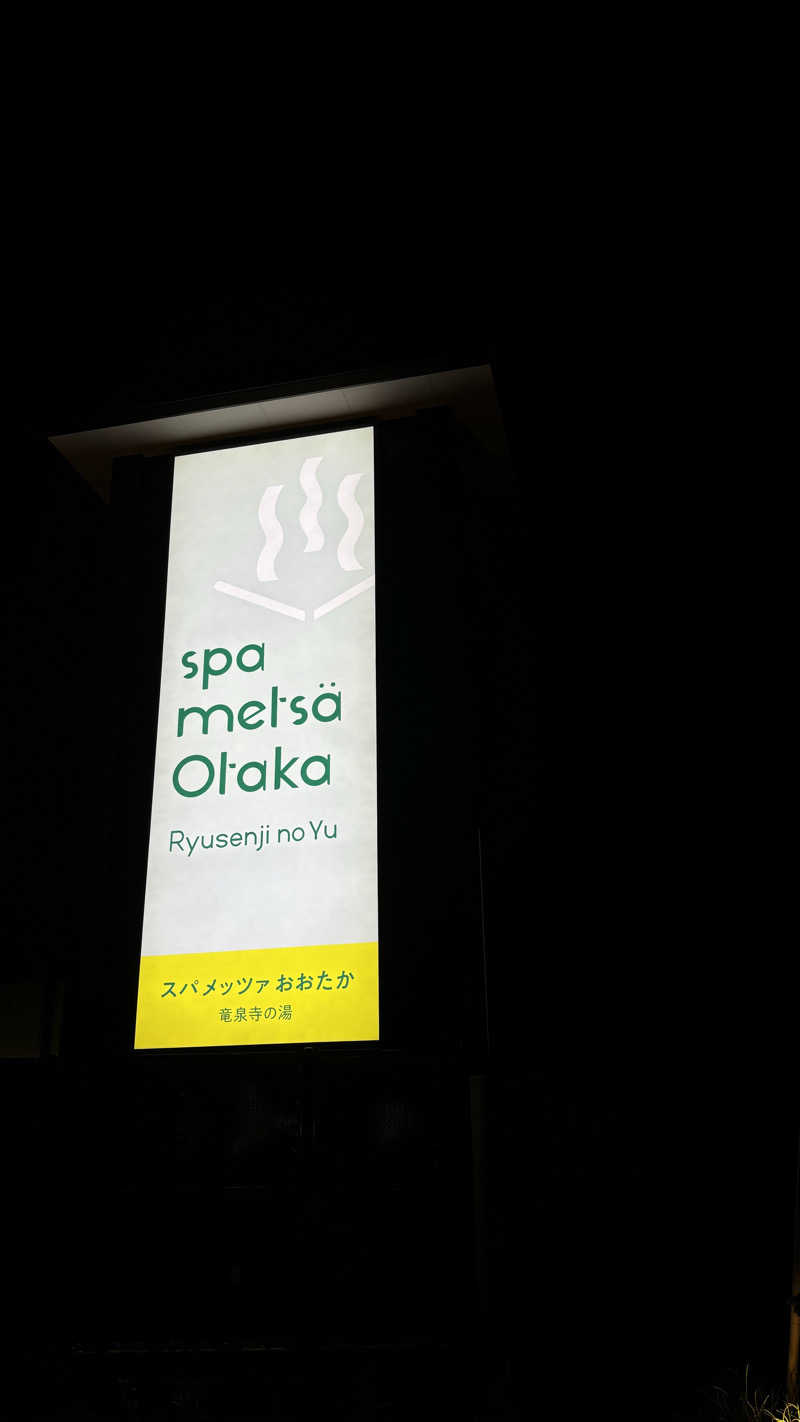 spa
metsä
Otaka
Ryusenji no Yu
スパメッツァ おおたか
竜泉寺の湯